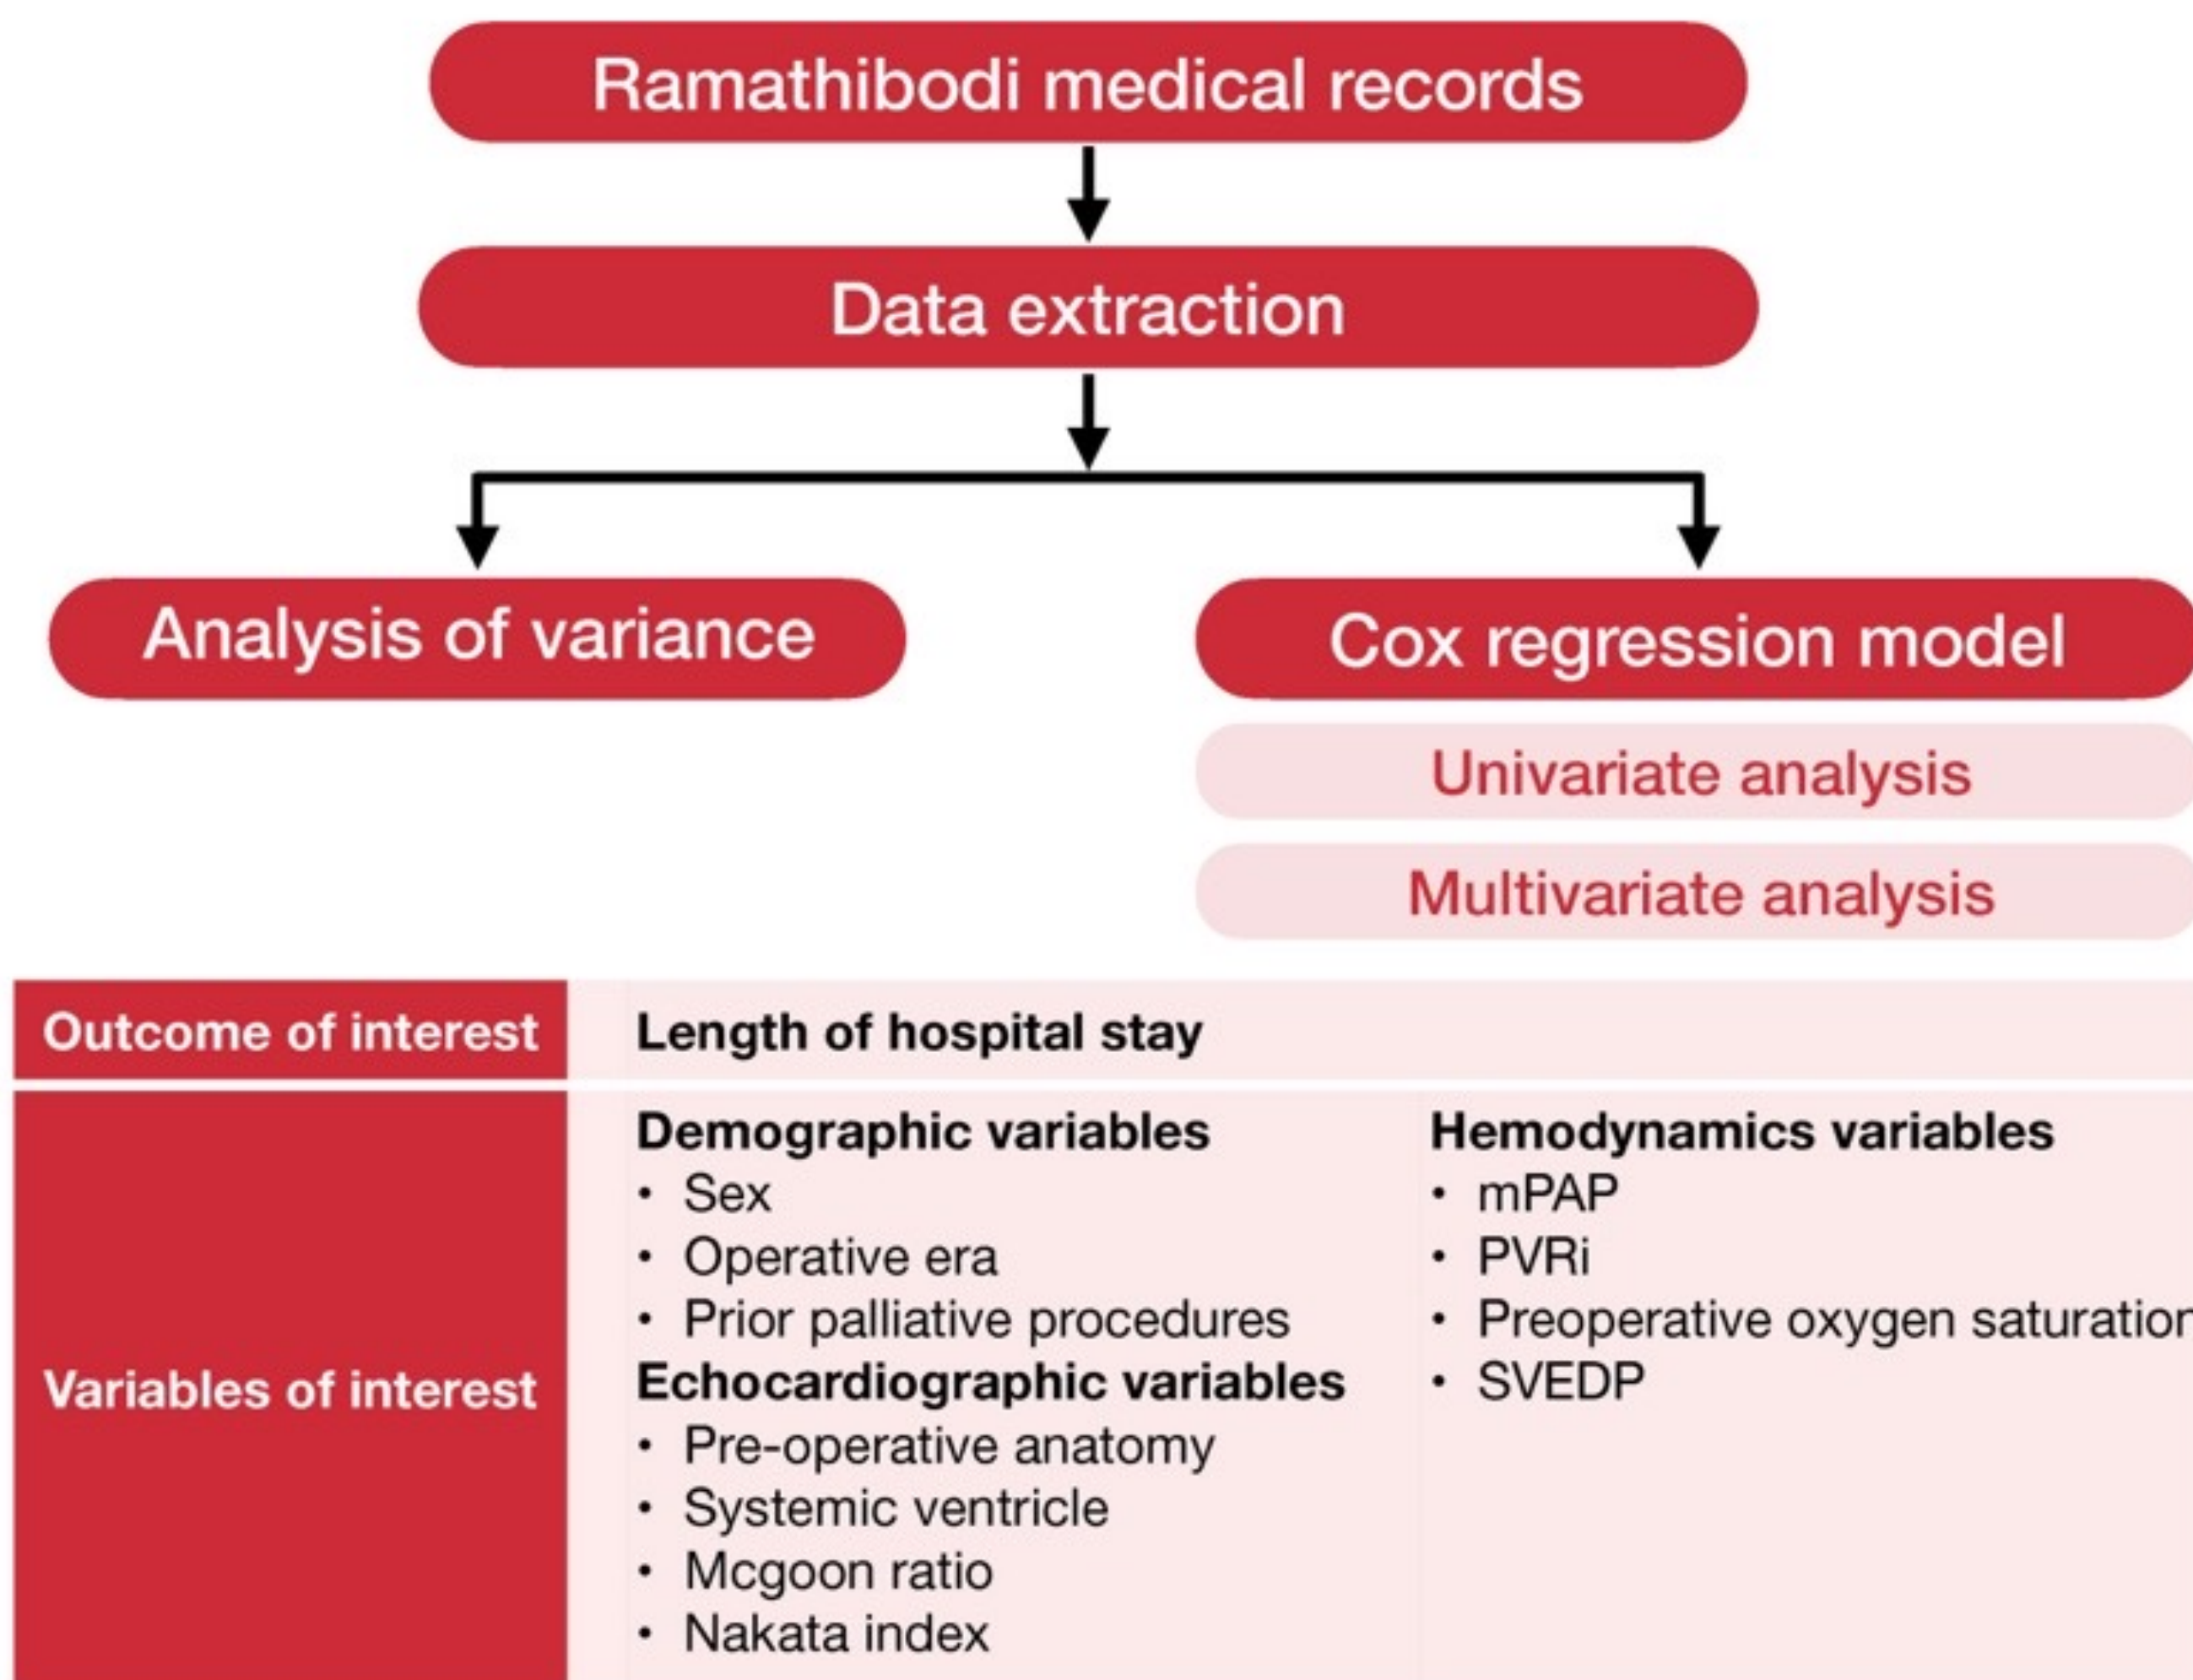 Ramathibodi medical records
Data extraction
Analysis of variance
Cox regression model
Univariate analysis
Multivariate analysis
Outcome of interest
Length of hospital stay
Variables of interest
Demographic variables
• Sex
• Operative era
• Prior palliative procedures
Echocardiographic variables
• Pre-operative anatomy
• Systemic ventricle
• Mcgoon ratio
• Nakata index
Hemodynamics variables
• mPAP
• PVRi
• Preoperative oxygen saturation
• SVEDP